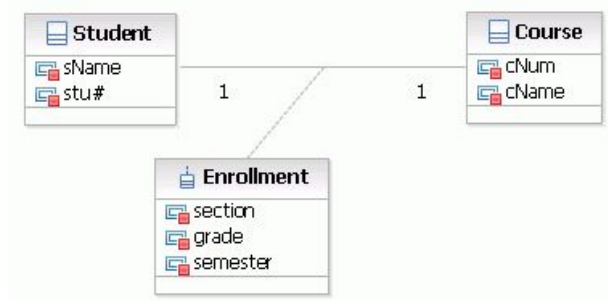 Student
sName
stu#
1
1
Course
cNum
cName
Enrollment
section
grade
semester